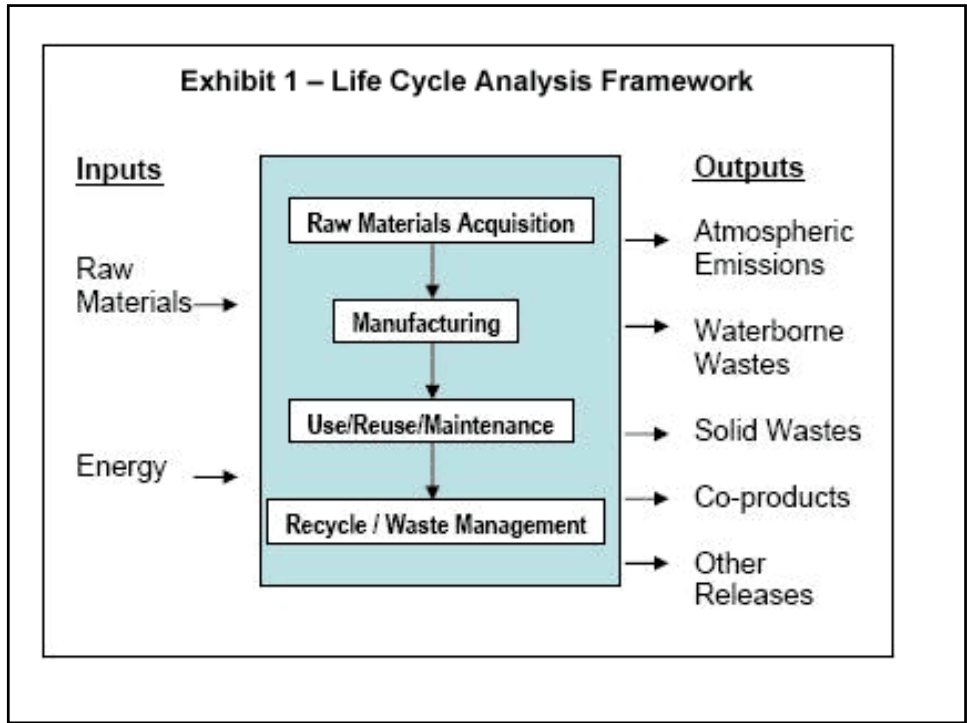 Exhibit 1 – Life Cycle Analysis Framework
Inputs
Raw
Materials
Energy
Raw Materials Acquisition
Manufacturing
Use/Reuse/Maintenance
Recycle / Waste Management
Outputs
Atmospheric
Emissions
Waterborne
Wastes
Solid Wastes
Co-products
Other
Releases